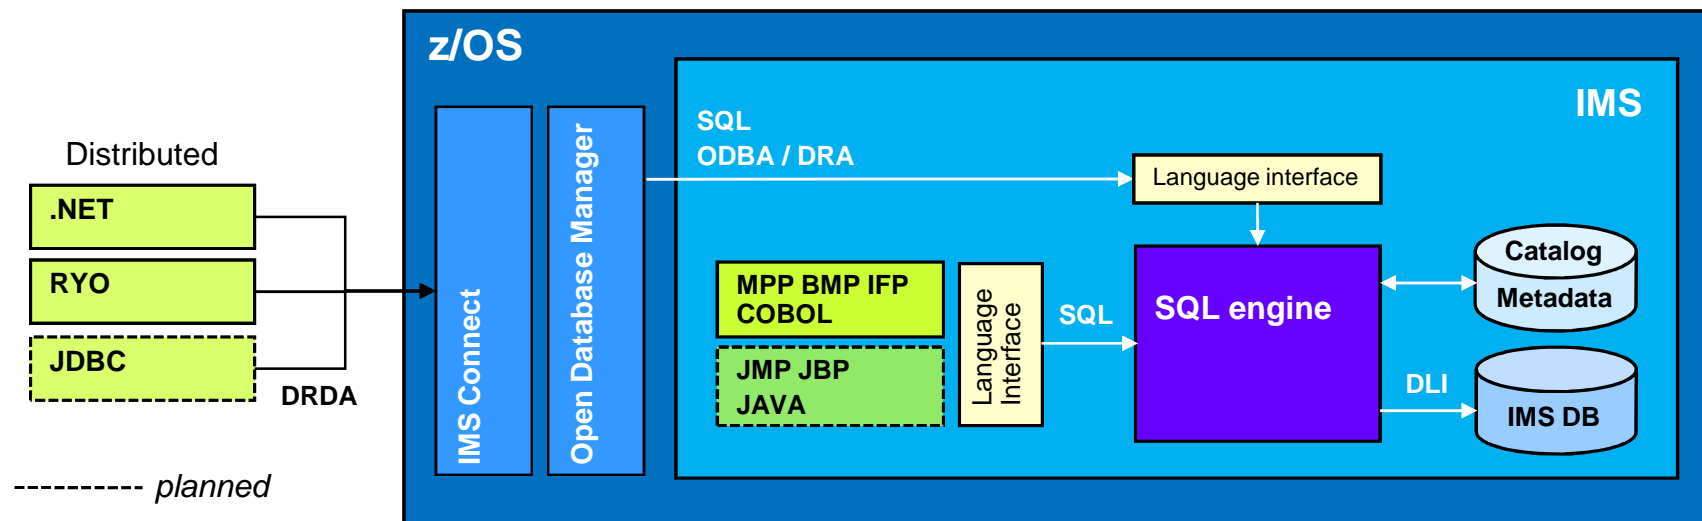 z/OS
IMS
Distributed
.NET
RYO
JDBC
DRDA
planned
IMS Connect
Open Database Manager
SQL
ODBA / DRA
Language interface
MPP BMP IFP
COBOL
JMP JBP
JAVA
Language
Interface
SQL
SQL engine
Catalog
Metadata
DLI
IMS DB